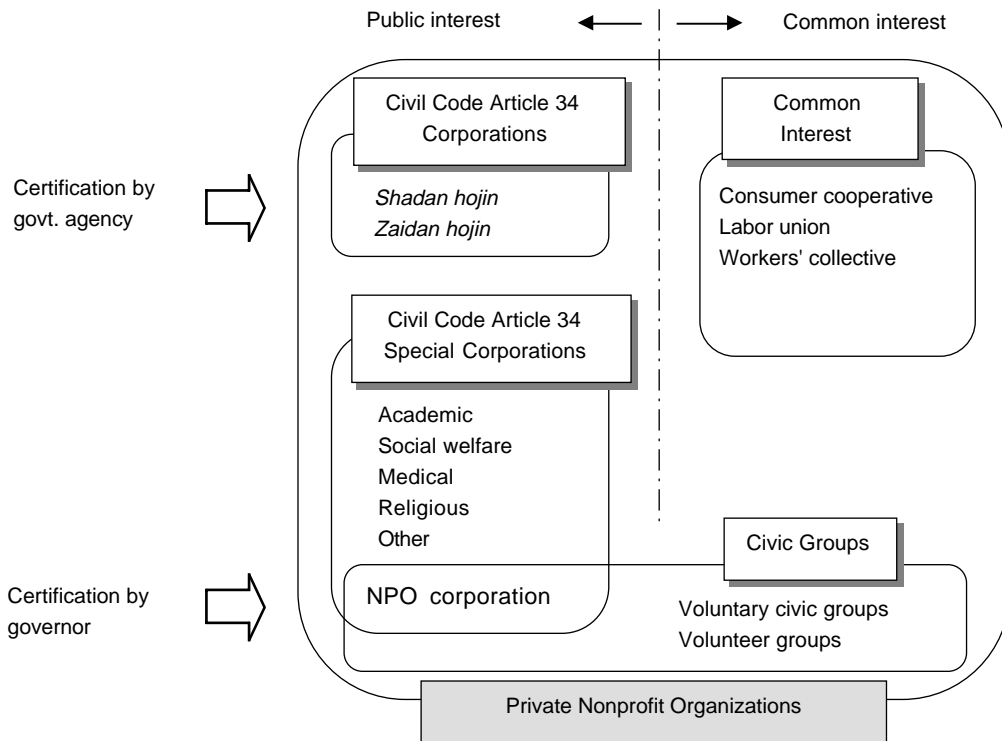 Public interest
Common interest
Civil Code Article 34
Corporations
Common
Interest
Certification by
govt. agency
Shadan hojin
Zaidan hojin
Consumer cooperative
Labor union
Workers' collective
Civil Code Article 34
Special Corporations
Academic
Social welfare
Medical
Religious
Other
Civic Groups
Certification by
governor
NPO corporation
Voluntary civic groups
Volunteer groups
Private Nonprofit Organizations